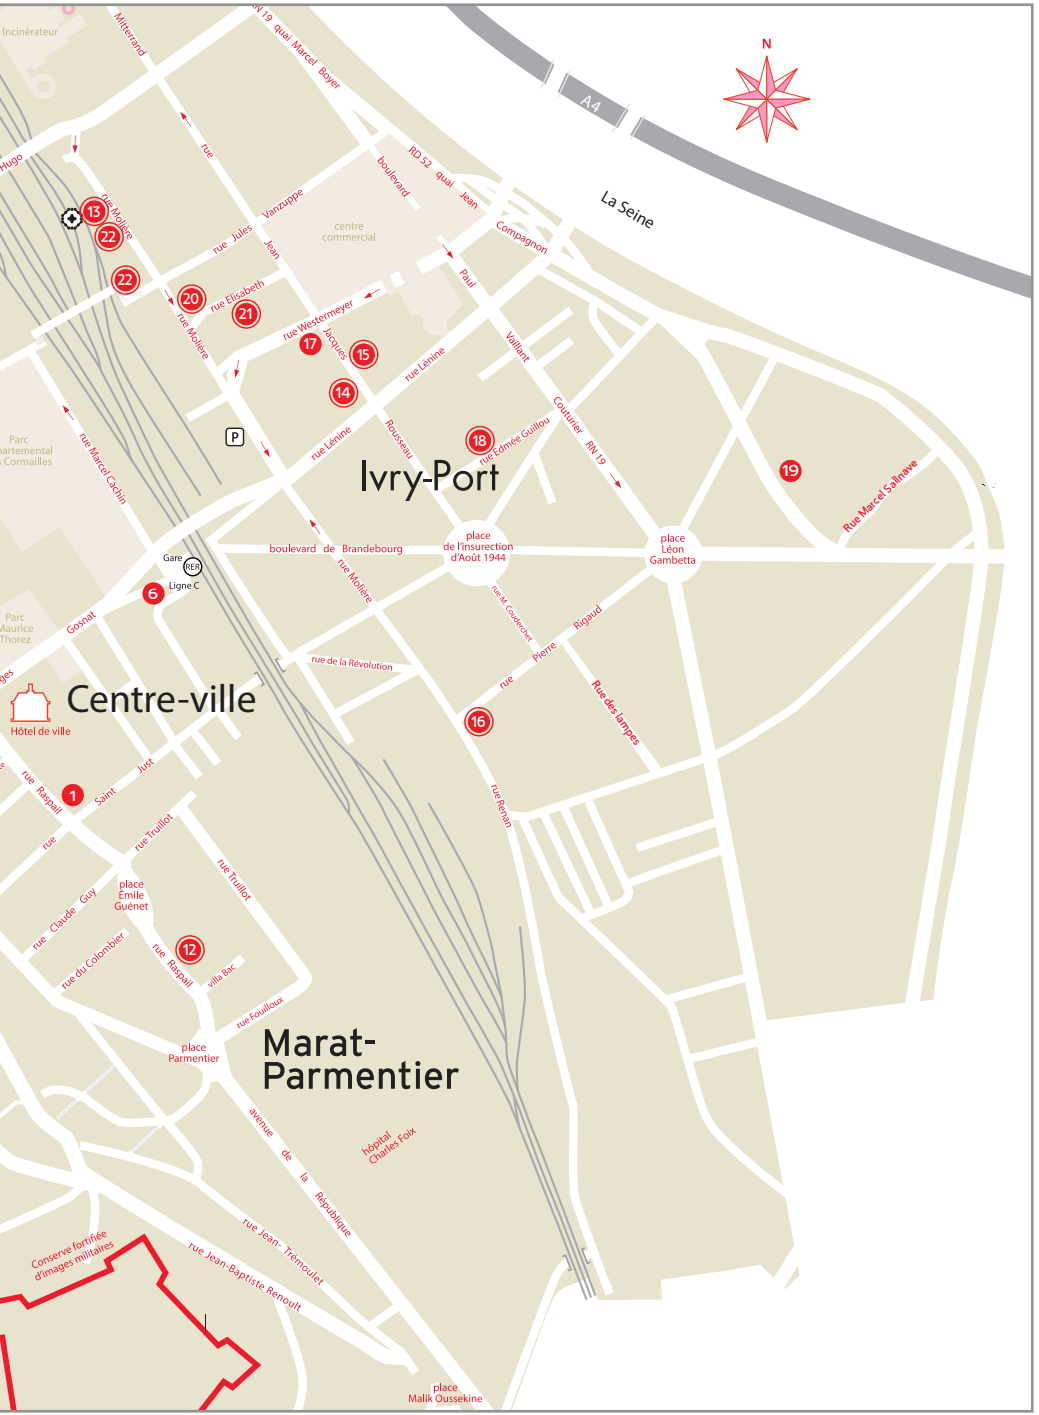 Incinérateur
Mitterrand
RN 19 quai Marcel Boyer
N
A4
La Seine
Hugo
rue
boulevard
RD 52 quai Jean
Compagnon
13
rue Molière
22
rue Jules Vanzuppe
Jean
centre
commercial
22
20
rue Elisabeth
21
rue Westermeyer
Paul
rue Molière
17
Jacques
15
rue Lénine
Vaillant
14
Couturier RN 19
P
rue Lénine
Rousseau
18
rue Edmée Guillou
Parc
partemental
s Cormailles
rue Marcel Cachin
Ivry-Port
19
Rue Marcel Sallnave
boulevard de Brandebourg
place
de l'insurection
d'Août 1944
place
Léon
Gambetta
Gare
RER
Ligne C
6
rue Molière
rue M. Couderchet
Parc
Maurice
Thorez
Gosnat
ges
rue Pierre Rigaud
rue de la Révolution
Centre-ville
Hôtel de ville
Rue des lampes
16
rue Raspail
1
rue Saint Just
rue Renan
rue Truillot
rue Truillot
place
Émile
Guénet
rue Claude Guy
rue du Colombier
12
rue Raspail
villa Bac
rue Fouilloux
place
Parmentier
Marat-
Parmentier
avenue de la République
hôpital
Charles Foix
rue Jean- Trémoulet
rue Jean-Baptiste Renoult
Conserve fortifiée
d'images militaires
place
Malik Oussekine